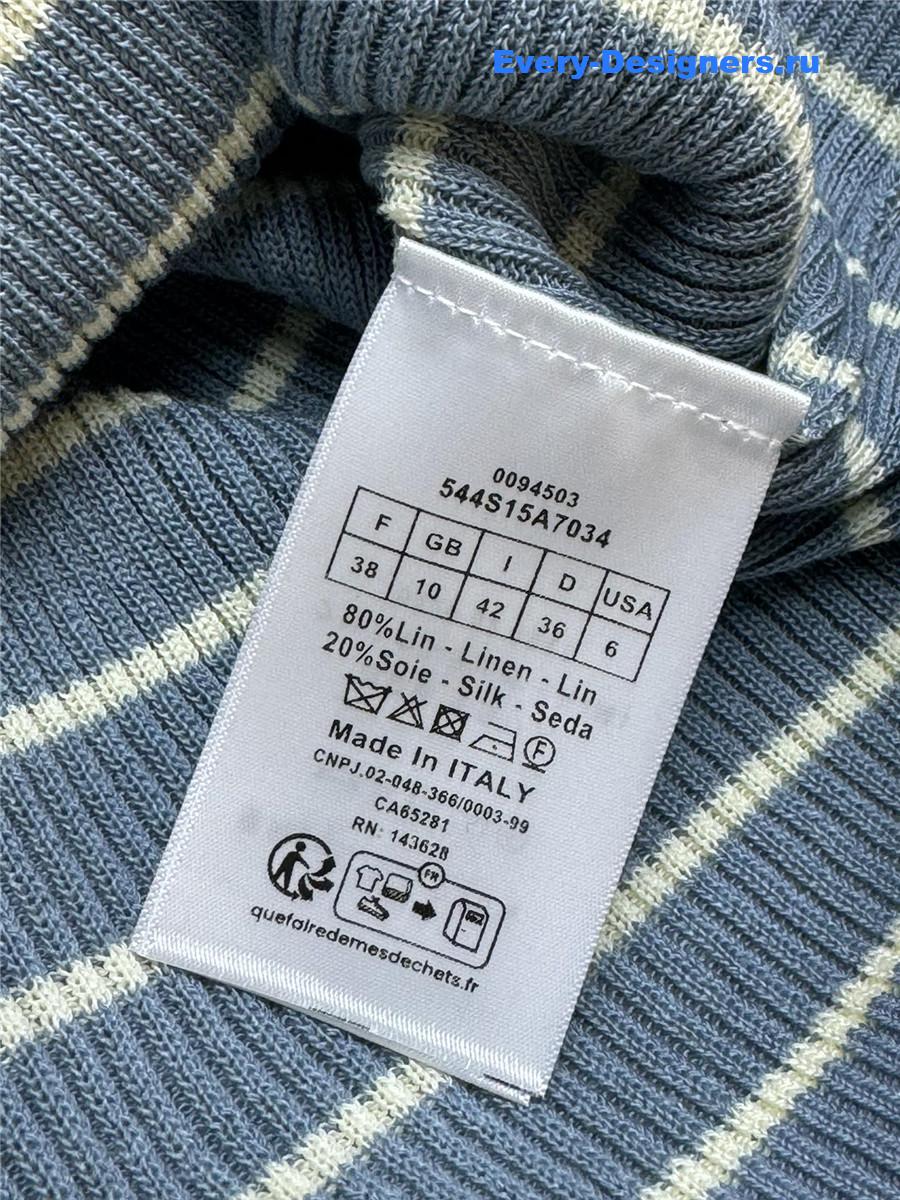 Every-Designers.ru
0094503
544S15A7034
F GB I D USA
38 10 42 36 6
80%Lin - Linen - Lin
20%Soie - Silk - Seda
F
Made In ITALY
CNPJ.02-048-366/0003-99
CA65281
RN: 143628
FR
quefairedemesdechets.fr